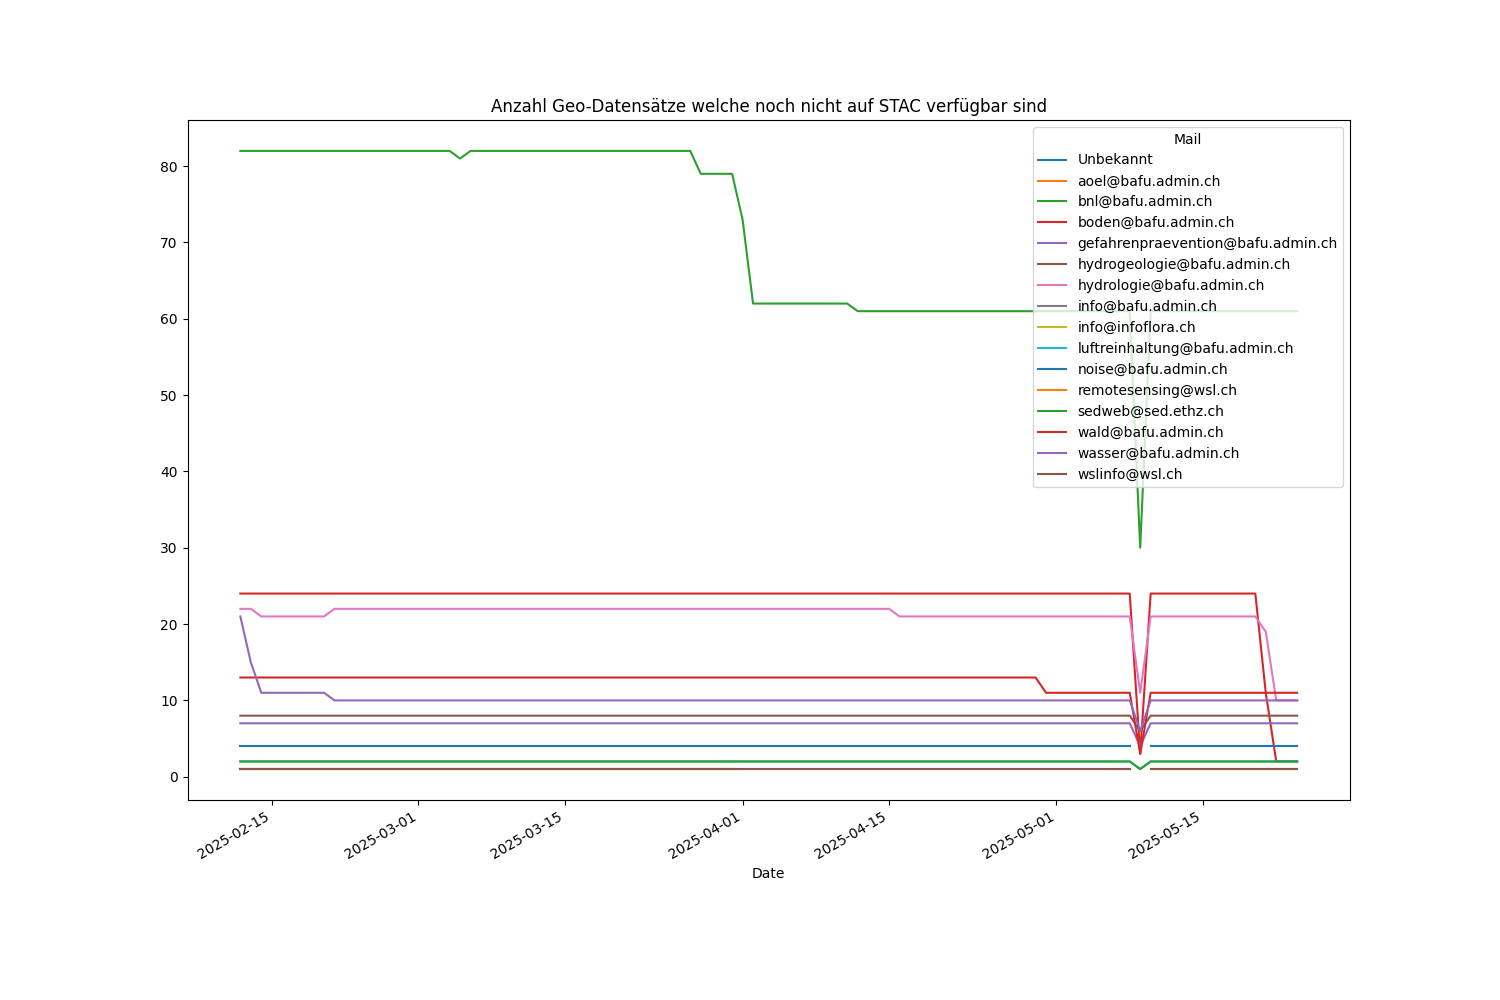 Anzahl Geo-Datensätze welche noch nicht auf STAC verfügbar sind
Mail
Unbekannt
aoel@bafu.admin.ch
bnl@bafu.admin.ch
boden@bafu.admin.ch
gefahrenpraevention@bafu.admin.ch
hydrogeologie@bafu.admin.ch
hydrologie@bafu.admin.ch
info@bafu.admin.ch
info@infoflora.ch
luftreinhaltung@bafu.admin.ch
noise@bafu.admin.ch
remotesensing@wsl.ch
sedweb@sed.ethz.ch
wald@bafu.admin.ch
wasser@bafu.admin.ch
wslinfo@wsl.ch
80
70
60
50
40
30
20
10
0
2025-02-15
2025-03-01
2025-03-15
2025-04-01
2025-04-15
2025-05-01
2025-05-15
Date